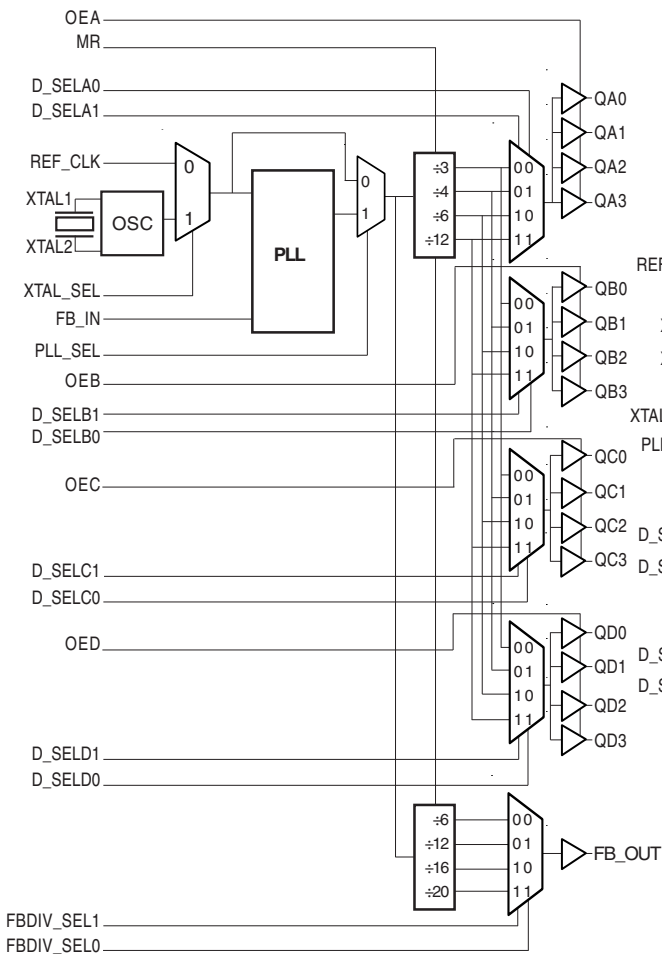 OEA
MR
D_SELA0
D_SELA1
REF_CLK
XTAL1
OSC
XTAL2
XTAL_SEL
FB_IN
PLL_SEL
0
1
PLL
0
1
÷3
÷4
÷6
÷12
00
01
10
11
QA0
QA1
QA2
QA3
OEB
D_SELB1
D_SELB0
00
01
10
11
QB0
QB1
QB2
QB3
OEC
D_SELC1
D_SELC0
00
01
10
11
QC0
QC1
QC2
QC3
OED
D_SELD1
D_SELD0
00
01
10
11
QD0
QD1
QD2
QD3
÷6
÷12
÷16
÷20
00
01
10
11
FB_OUT
FBDIV_SEL1
FBDIV_SEL0
XTAL